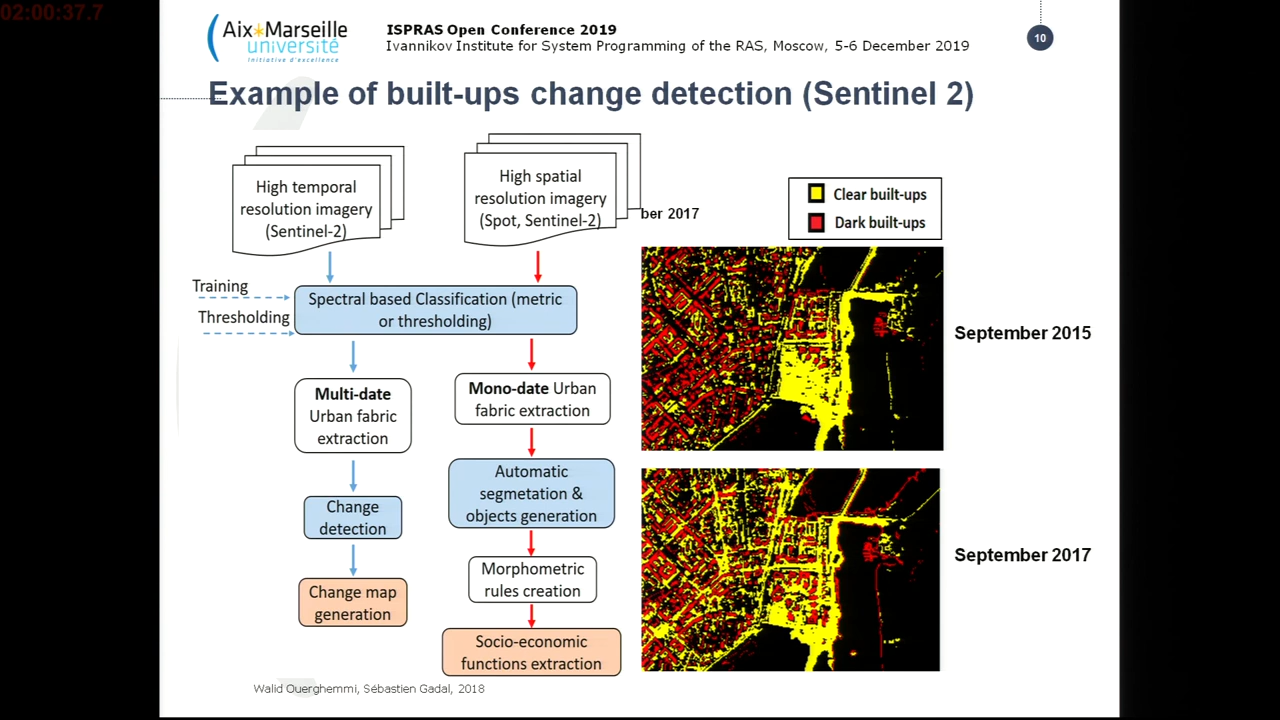 02:00:37.7
Aix*Marseille
université
Initiative d'excellence
ISPRAS Open Conference 2019
Ivannikov Institute for System Programming of the RAS, Moscow, 5-6 December 2019
10
Example of built-ups change detection (Sentinel 2)
High temporal
resolution imagery
(Sentinel-2)
High spatial
resolution imagery
(Spot, Sentinel-2)
ber 2017
Clear built-ups
Dark built-ups
Training
Thresholding
Spectral based Classification (metric
or thresholding)
Multi-date
Urban fabric
extraction
Mono-date Urban
fabric extraction
Change
detection
Automatic
segmetation &
objects generation
Change map
generation
Morphometric
rules creation
Socio-economic
functions extraction
September 2015
September 2017
Walid Ouerghemmi, Sébastien Gadal, 2018